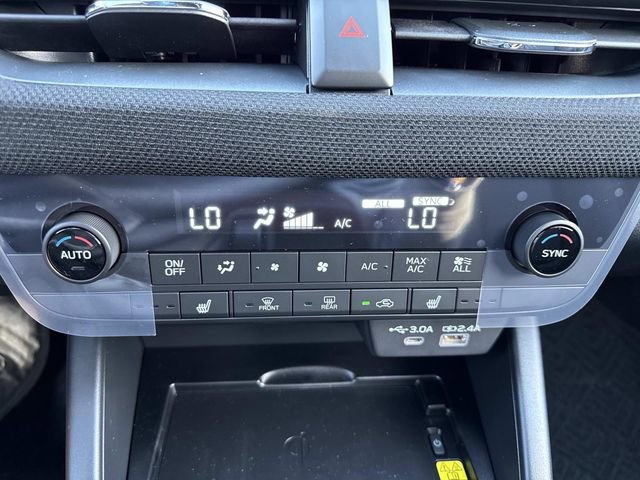 ALL SYNC
LO A/C LO
AUTO SYNC
ON/OFF A/C MAX A/C ALL
FRONT REAR
3.0A 2.4A